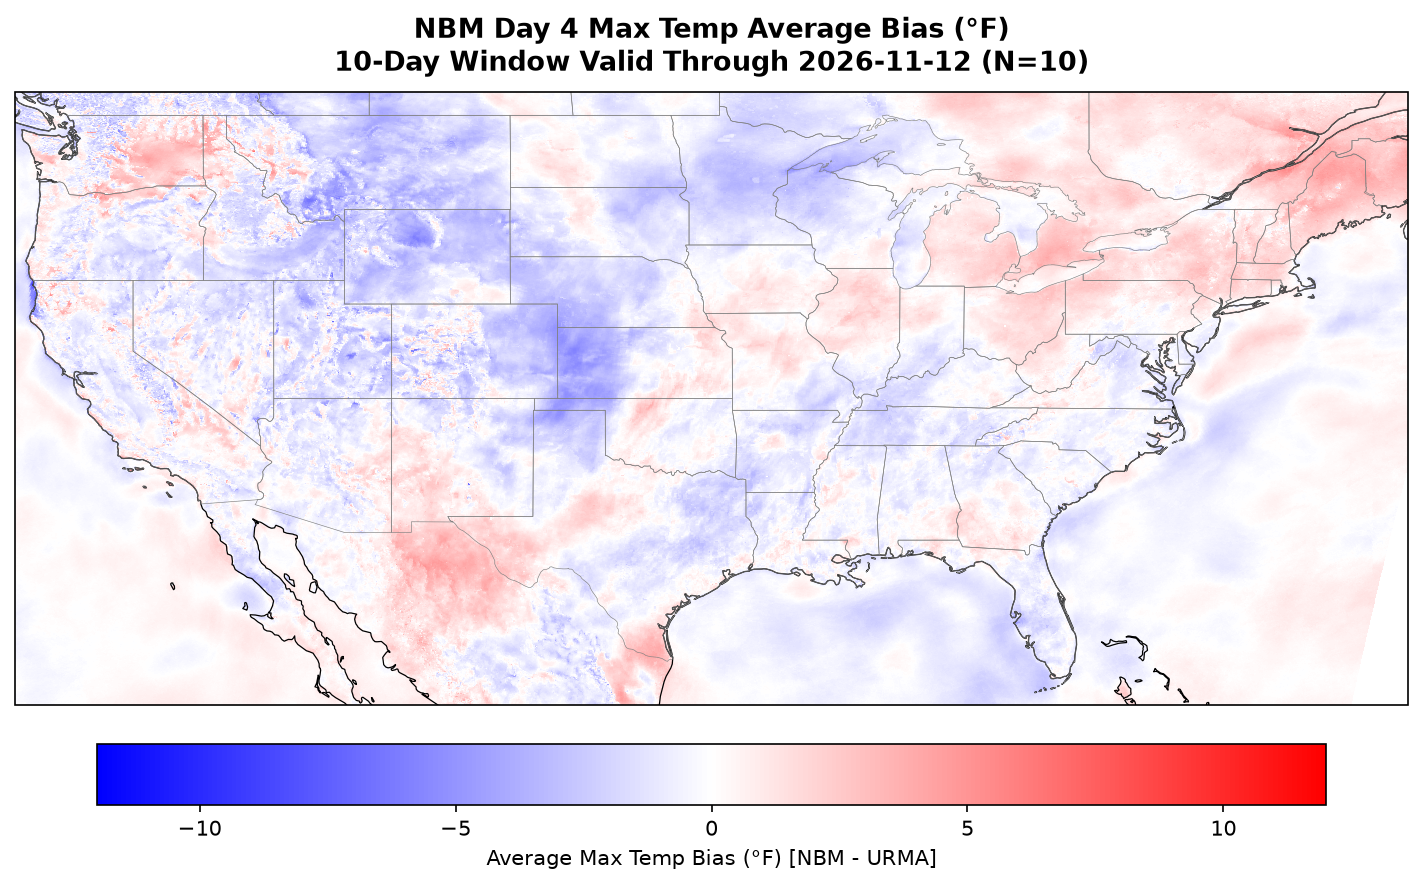 NBM Day 4 Max Temp Average Bias (°F)
10-Day Window Valid Through 2026-11-12 (N=10)
−10 −5 0 5 10
Average Max Temp Bias (°F) [NBM - URMA]